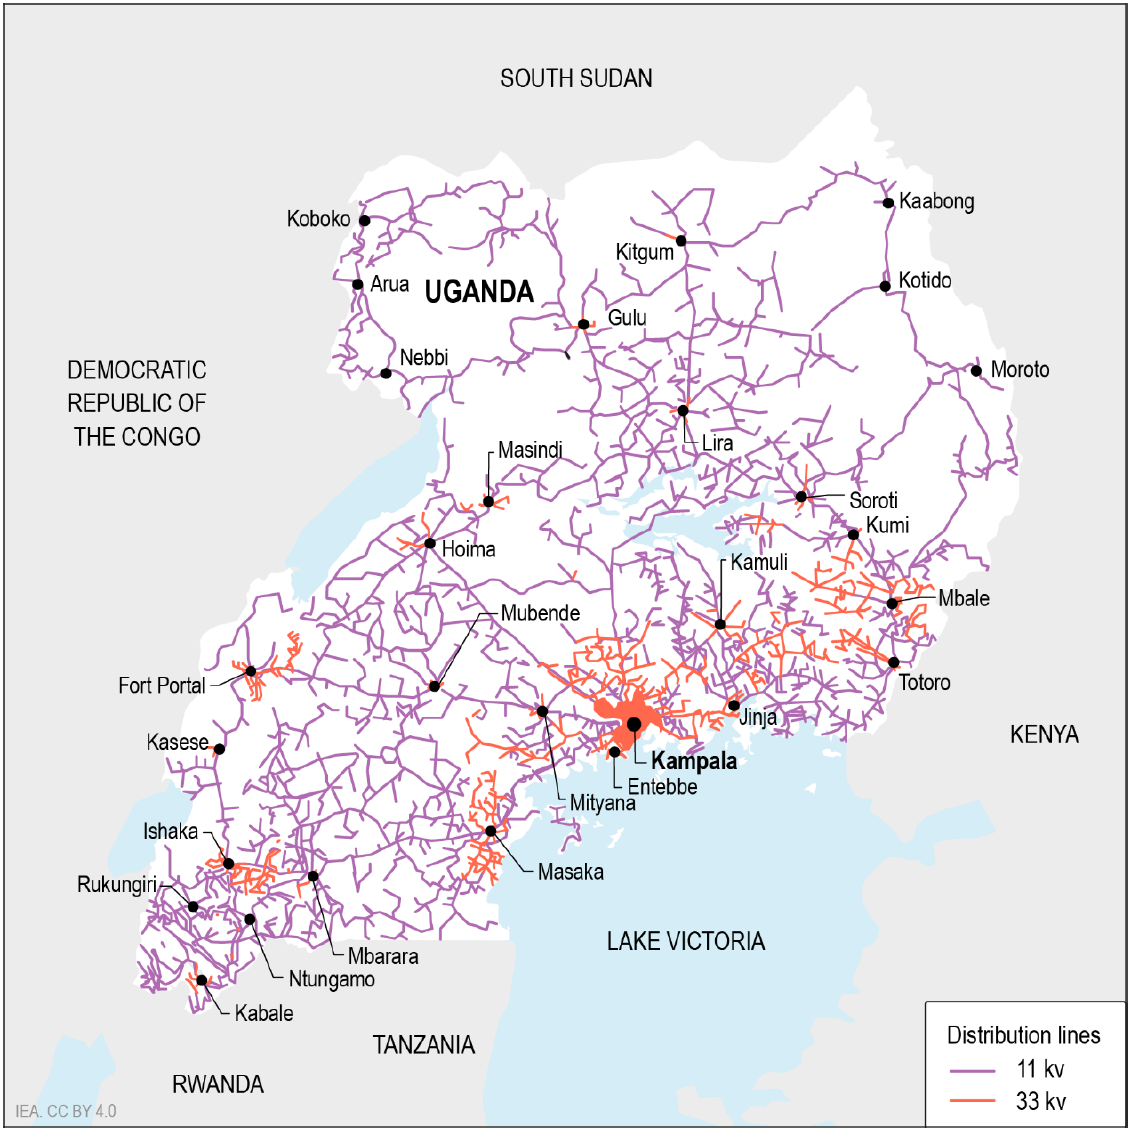 SOUTH SUDAN
Kaabong
Koboko
Kitgum
Arua
UGANDA
Kotido
Gulu
Nebbi
DEMOCRATIC
REPUBLIC OF
THE CONGO
Moroto
Lira
Masindi
Soroti
Kumi
Hoima
Kamuli
Mbale
Mubende
Fort Portal
Totoro
Jinja
Kasese
KENYA
Kampala
Entebbe
Mityana
Ishaka
Masaka
Rukungiri
LAKE VICTORIA
Mbarara
Ntungamo
Kabale
TANZANIA
RWANDA
Distribution lines
11 kv
33 kv
IEA. CC BY 4.0